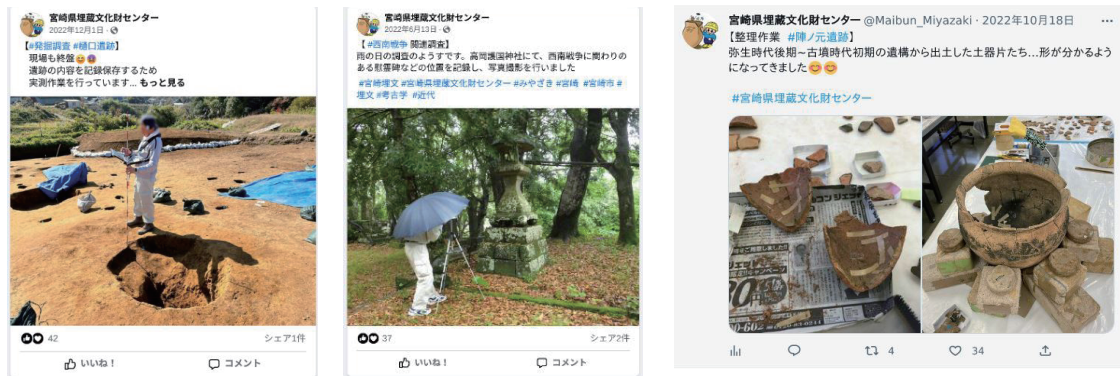 宮崎県埋蔵文化財センター
2022年12月1日
【#発掘調査 #樋口遺跡】
現場も終盤
遺跡の内容を記録保存するため
実測作業を行っています... もっと見る
42
シェア1件
いいね!
コメント
宮崎県埋蔵文化財センター
2022年6月13日
【 #西南戦争 関連調査】
雨の日の調査のようすです。高岡護国神社にて、西南戦争に関わりの
ある慰霊碑などの位置を記録し、写真撮影を行いました
#宮崎埋文 #宮崎県埋蔵文化財センター #みやざき #宮崎 #宮崎市 #
埋文 #考古学 #近代
37
シェア2件
いいね!
コメント
宮崎県埋蔵文化財センター @Maibun_Miyazaki · 2022年10月18日
【整理作業 #陣ノ元遺跡】
弥生時代後期~古墳時代初期の遺構から出土した土器片たち...形が分かるよう
になってきました
#宮崎県埋蔵文化財センター
4
34